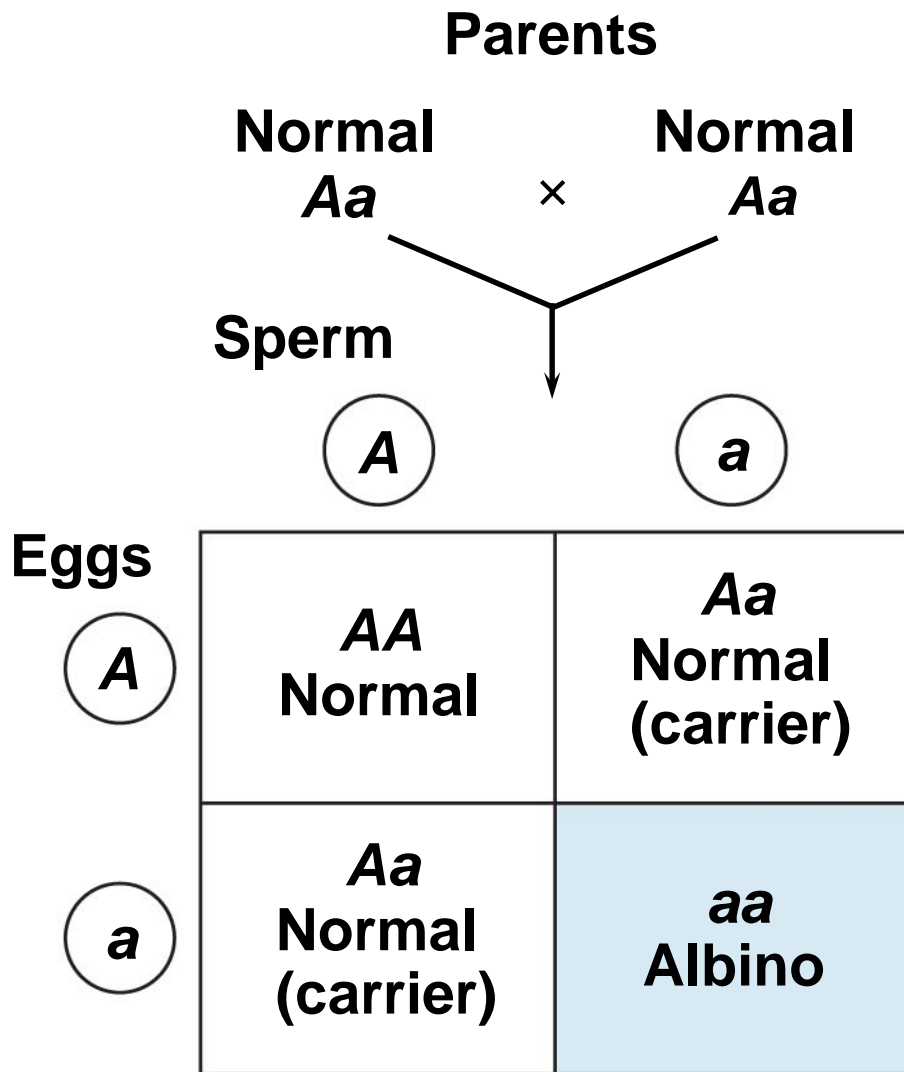 Parents
Normal Normal
Aa × Aa
Sperm
A a
Eggs
A
AA
Normal
Aa
Normal
(carrier)
a
Aa
Normal
(carrier)
aa
Albino